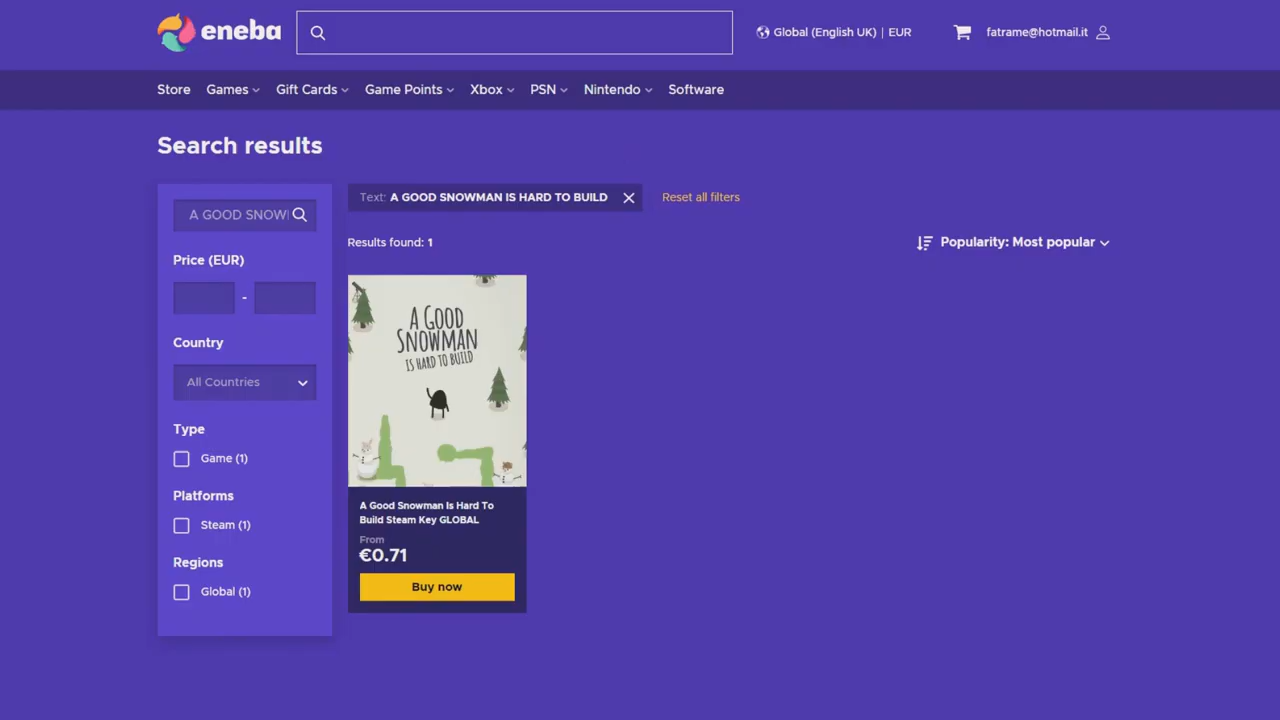 eneba
Global (English UK) | EUR
fatrame@hotmail.it
Store Games Gift Cards Game Points Xbox PSN Nintendo Software
Search results
A GOOD SNOW
Text: A GOOD SNOWMAN IS HARD TO BUILD
Reset all filters
Results found: 1
Popularity: Most popular
Price (EUR)
-
Country
All Countries
Type
Game (1)
Platforms
Steam (1)
Regions
Global (1)
A GOOD
SNOWMAN
IS HARD TO BUILD
A Good Snowman Is Hard To
Build Steam Key GLOBAL
From
€0.71
Buy now